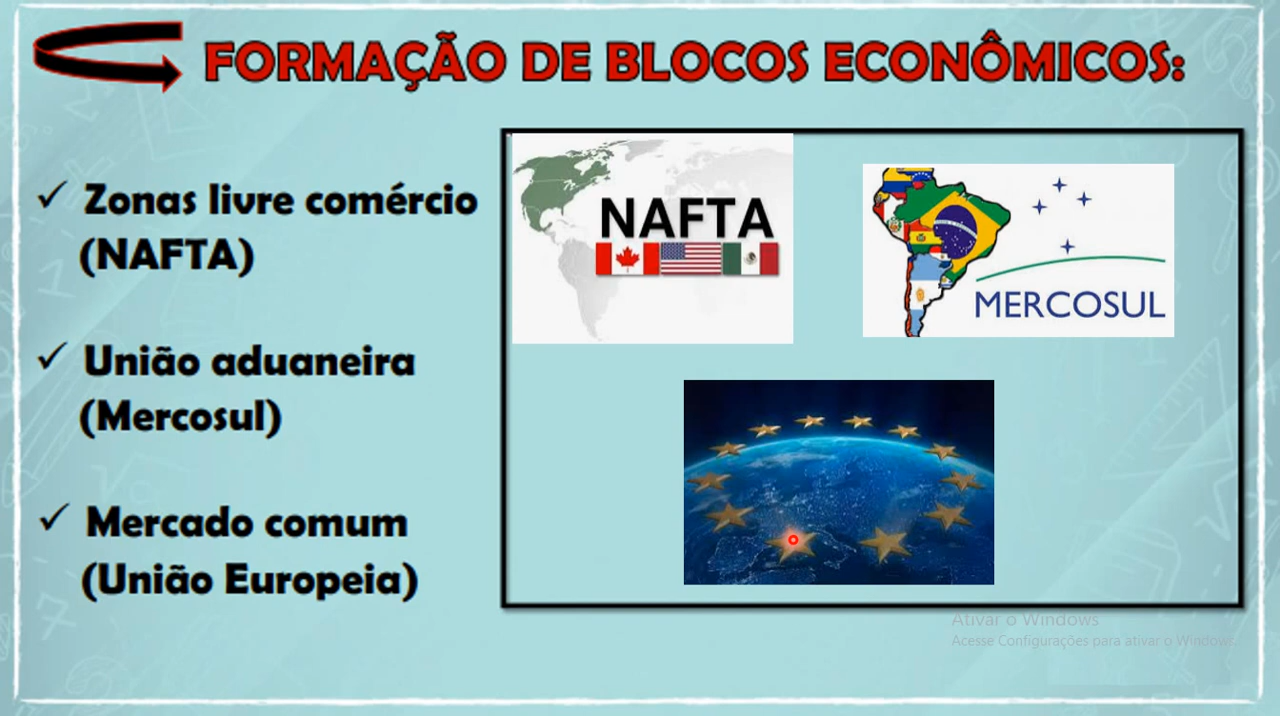 FORMAÇÃO DE BLOCOS ECONÔMICOS:
Zonas livre comércio
(NAFTA)
União aduaneira
(Mercosul)
Mercado comum
(União Europeia)
NAFTA
MERCOSUL
Ativar o Windows
Acesse Configurações para ativar o Windows.